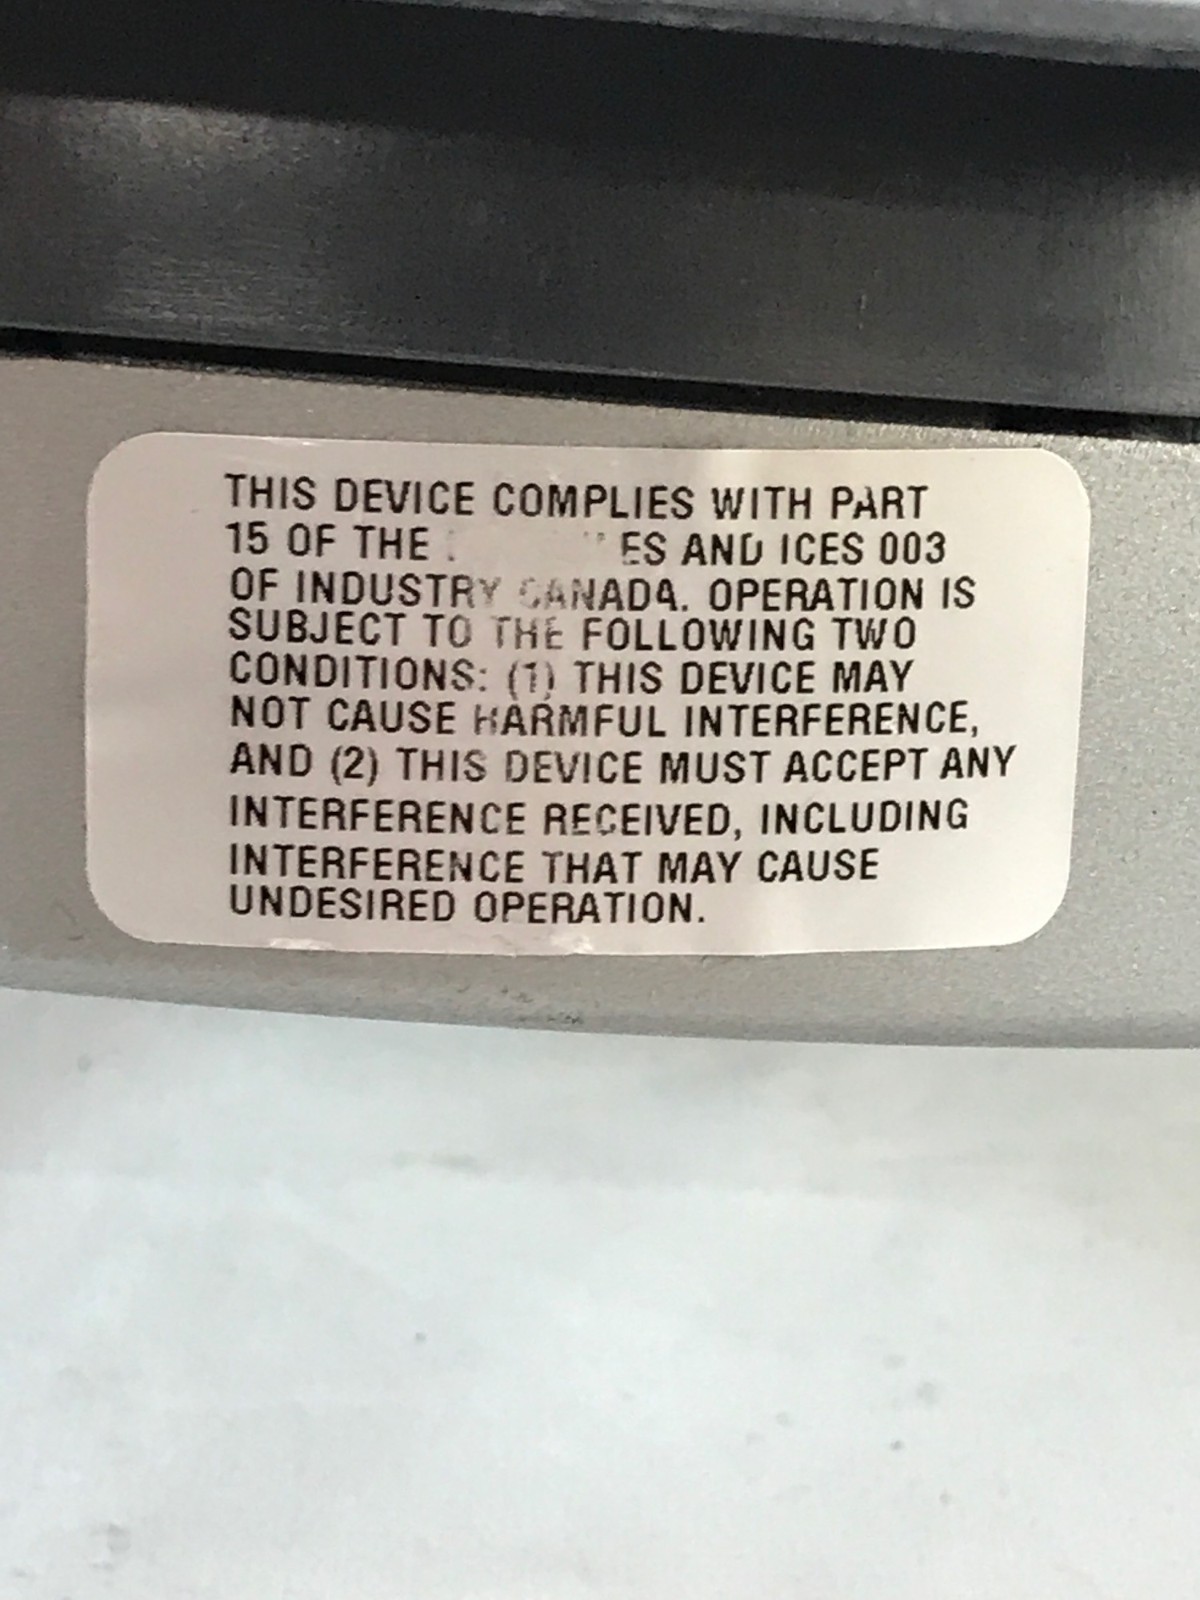 THIS DEVICE COMPLIES WITH PART
15 OF THE ES AND ICES 003
OF INDUSTRY CANADA. OPERATION IS
SUBJECT TO THE FOLLOWING TWO
CONDITIONS: (1) THIS DEVICE MAY
NOT CAUSE HARMFUL INTERFERENCE,
AND (2) THIS DEVICE MUST ACCEPT ANY
INTERFERENCE RECEIVED, INCLUDING
INTERFERENCE THAT MAY CAUSE
UNDESIRED OPERATION.